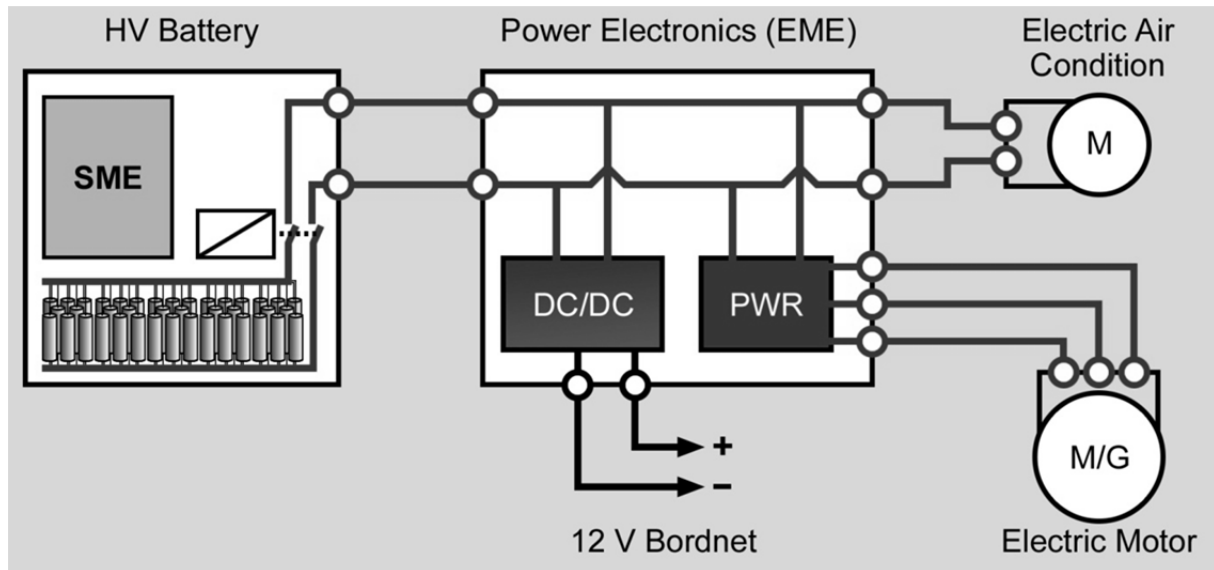 HV Battery
Power Electronics (EME)
Electric Air
Condition
SME
M
DC/DC
PWR
+
−
M/G
12 V Bordnet
Electric Motor